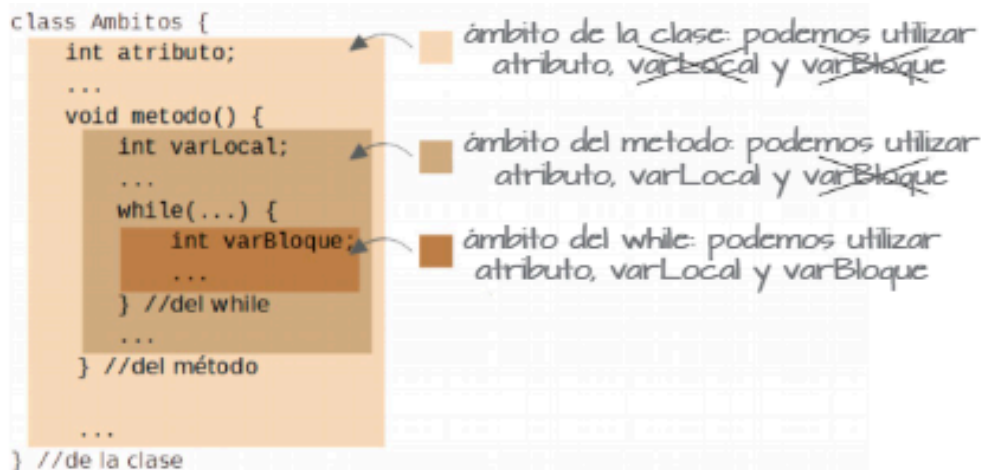 class Ambitos {
int atributo;
...
void metodo() {
int varLocal;
...
while(...) {
int varBloque;
...
} //del while
...
} //del método
...
} //de la clase
ámbito de la clase: podemos utilizar
atributo, varLocal y varBloque
ámbito del metodo: podemos utilizar
atributo, varLocal y varBloque
ámbito del while: podemos utilizar
atributo, varLocal y varBloque